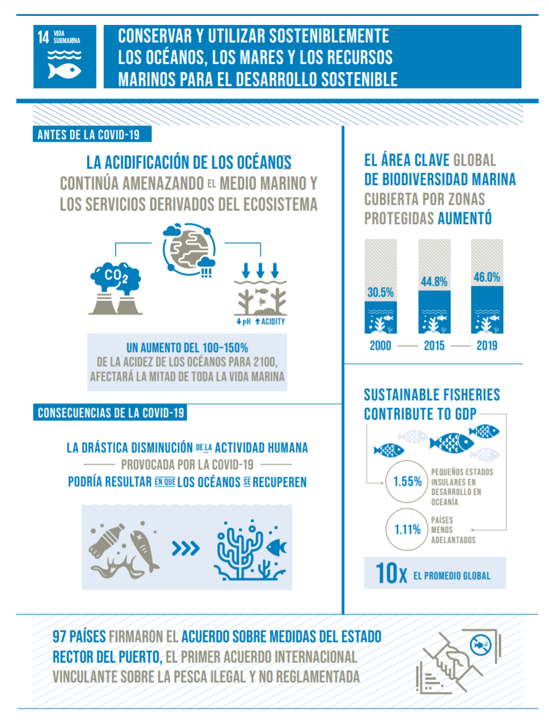 14 VIDA
SUBMARINA
CONSERVAR Y UTILIZAR SOSTENIBLEMENTE
LOS OCÉANOS, LOS MARES Y LOS RECURSOS
MARINOS PARA EL DESARROLLO SOSTENIBLE
ANTES DE LA COVID-19
LA ACIDIFICACIÓN DE LOS OCÉANOS
CONTINÚA AMENAZANDO EL MEDIO MARINO Y
LOS SERVICIOS DERIVADOS DEL ECOSISTEMA
CO2
pH ACIDITY
UN AUMENTO DEL 100–150%
DE LA ACIDEZ DE LOS OCÉANOS PARA 2100,
AFECTARÁ LA MITAD DE TODA LA VIDA MARINA
CONSECUENCIAS DE LA COVID-19
LA DRÁSTICA DISMINUCIÓN DE LA ACTIVIDAD HUMANA
PROVOCADA POR LA COVID-19
PODRÍA RESULTAR EN QUE LOS OCÉANOS SE RECUPEREN
EL ÁREA CLAVE GLOBAL
DE BIODIVERSIDAD MARINA
CUBIERTA POR ZONAS
PROTEGIDAS AUMENTÓ
30.5% 44.8% 46.0%
2000 2015 2019
SUSTAINABLE FISHERIES
CONTRIBUTE TO GDP
1.55%
PEQUEÑOS ESTADOS
INSULARES EN
DESARROLLO EN
OCEANÍA
1.11%
PAÍSES
MENOS
ADELANTADOS
10X EL PROMEDIO GLOBAL
97 PAÍSES FIRMARON EL ACUERDO SOBRE MEDIDAS DEL ESTADO
RECTOR DEL PUERTO, EL PRIMER ACUERDO INTERNACIONAL
VINCULANTE SOBRE LA PESCA ILEGAL Y NO REGLAMENTADA